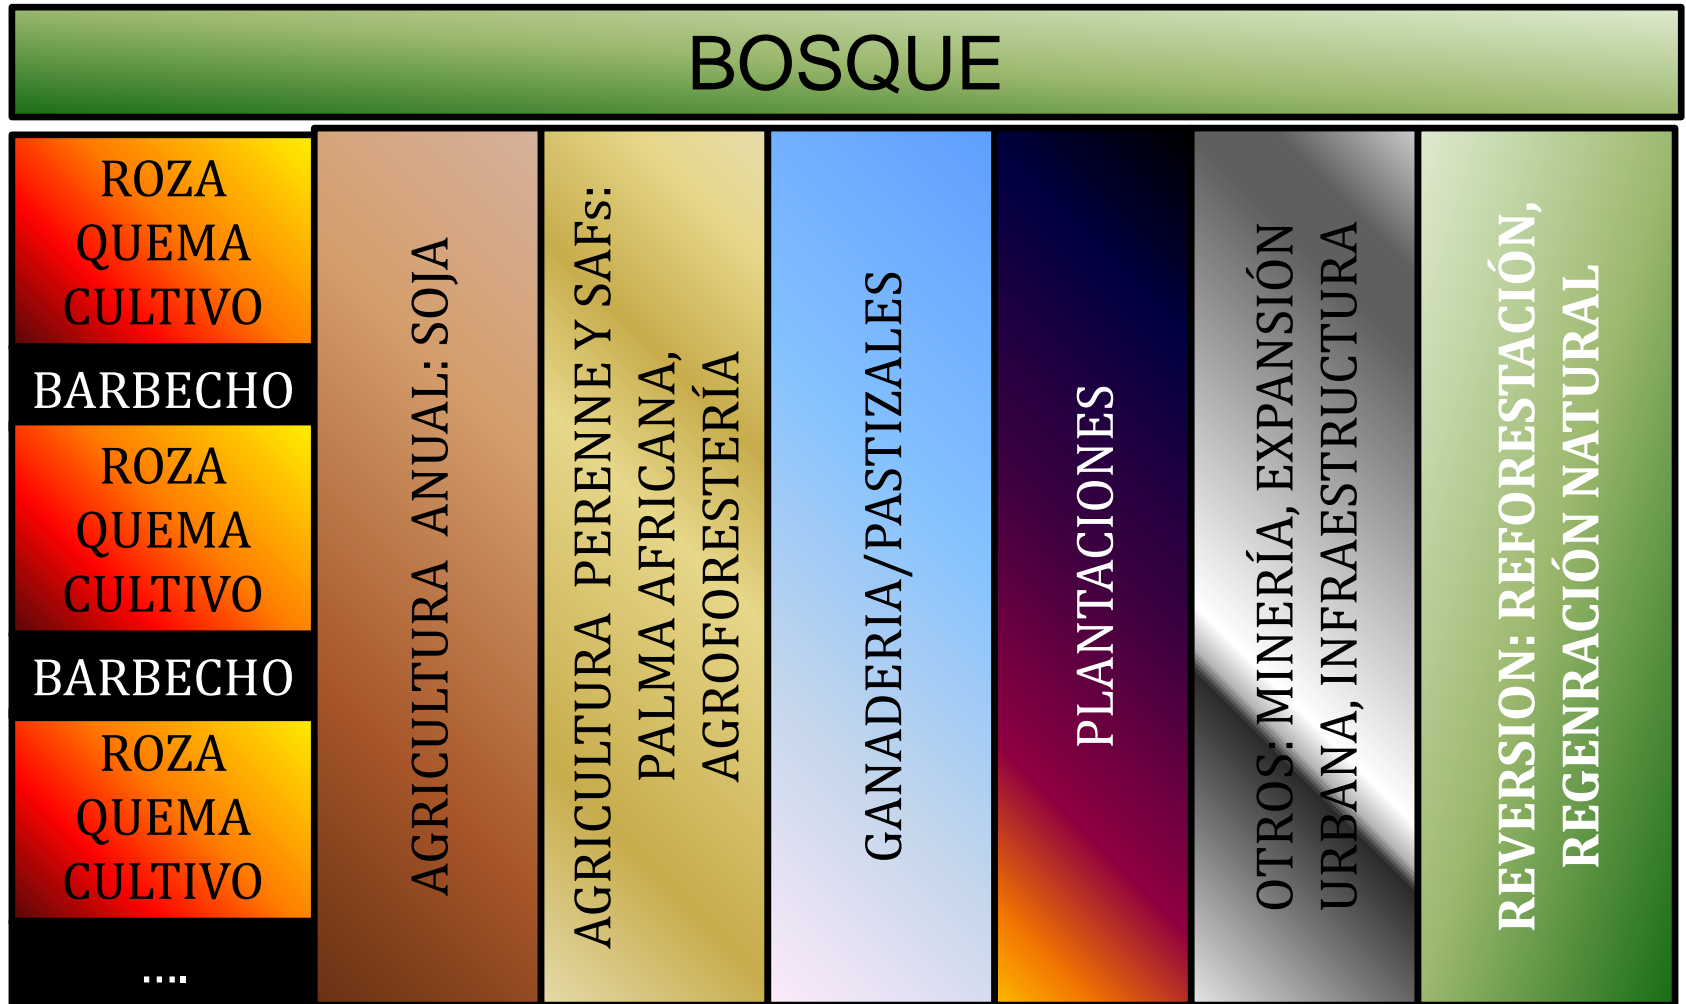 BOSQUE
ROZA
QUEMA
CULTIVO
BARBECHO
ROZA
QUEMA
CULTIVO
BARBECHO
ROZA
QUEMA
CULTIVO
....
AGRICULTURA ANUAL: SOJA
AGRICULTURA PERENNE Y SAFs:
PALMA AFRICANA,
AGROFORESTERÍA
GANADERIA/PASTIZALES
PLANTACIONES
OTROS: MINERÍA, EXPANSIÓN
URBANA, INFRAESTRUCTURA
REVERSION: REFORESTACIÓN,
REGENRACIÓN NATURAL